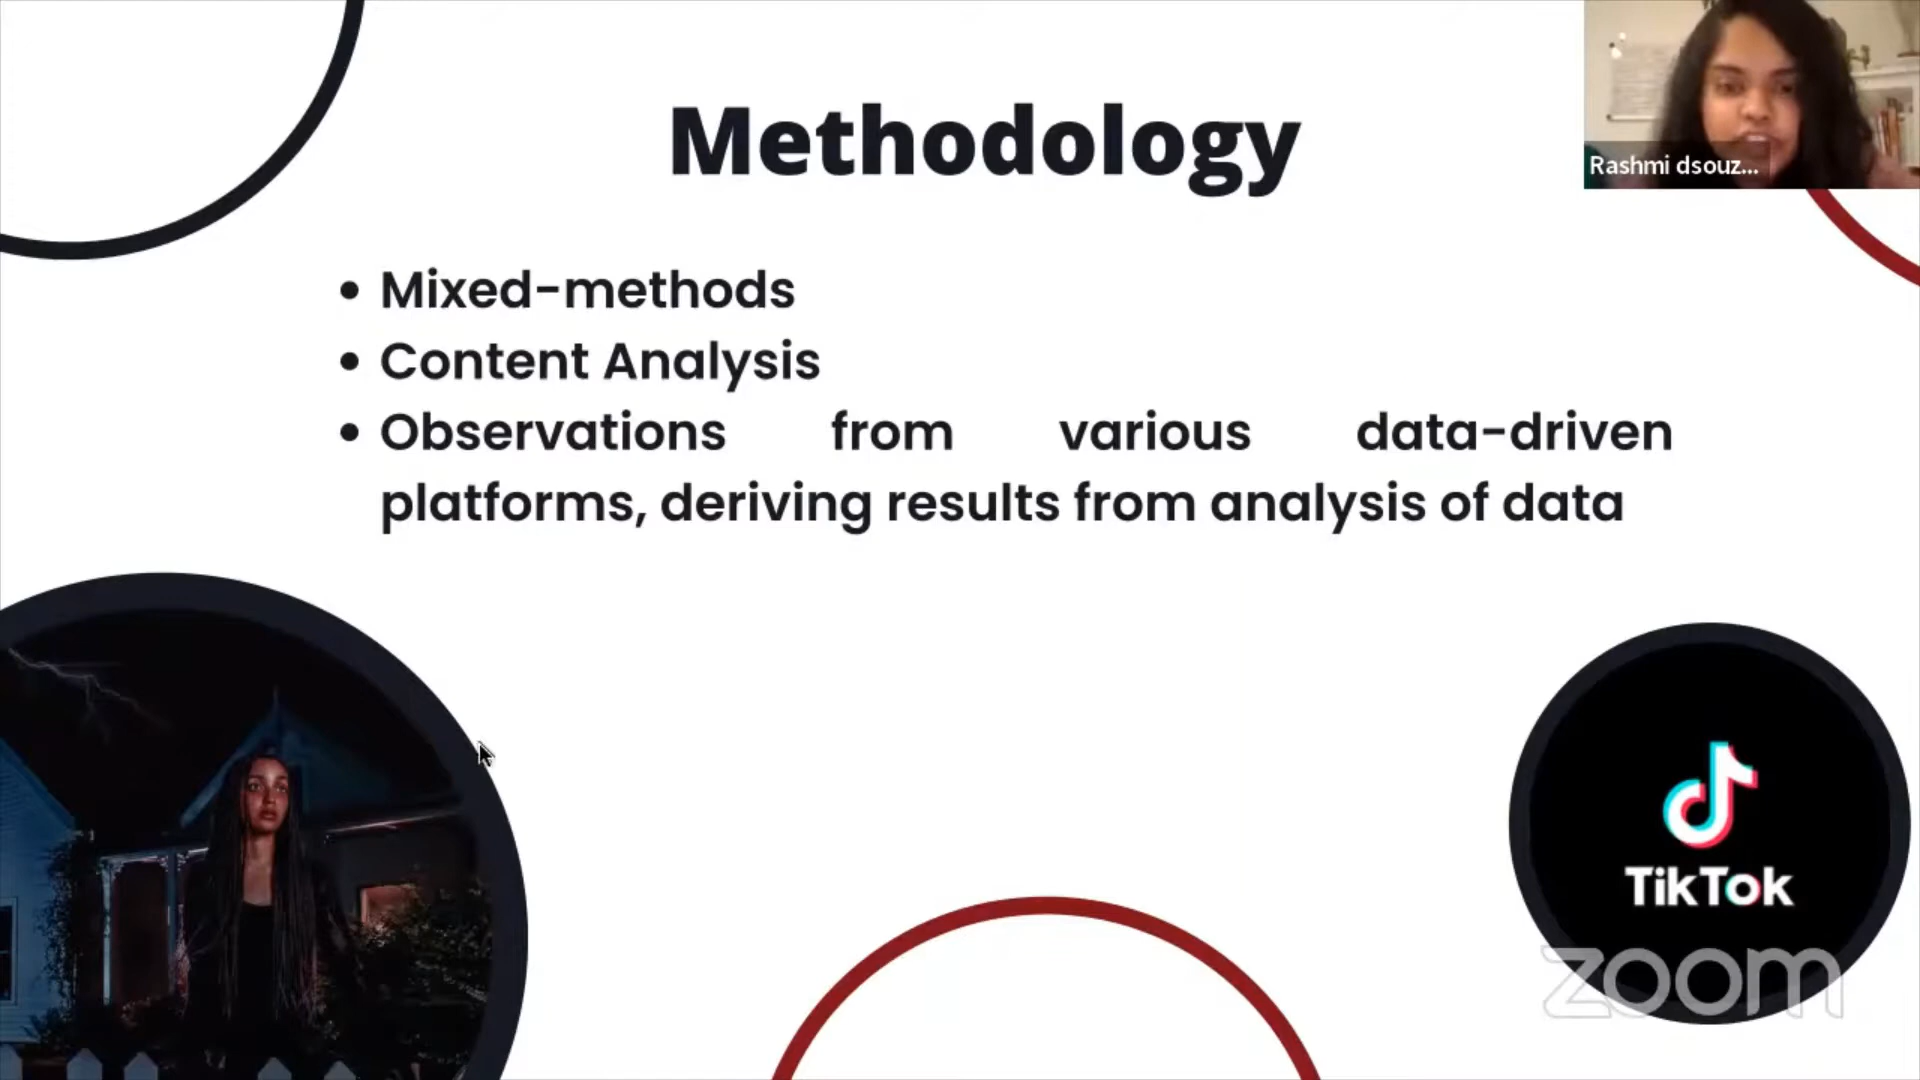 Methodology
Rashmi dsouz...
• Mixed-methods
• Content Analysis
• Observations from various data-driven
platforms, deriving results from analysis of data
TikTok
zoom